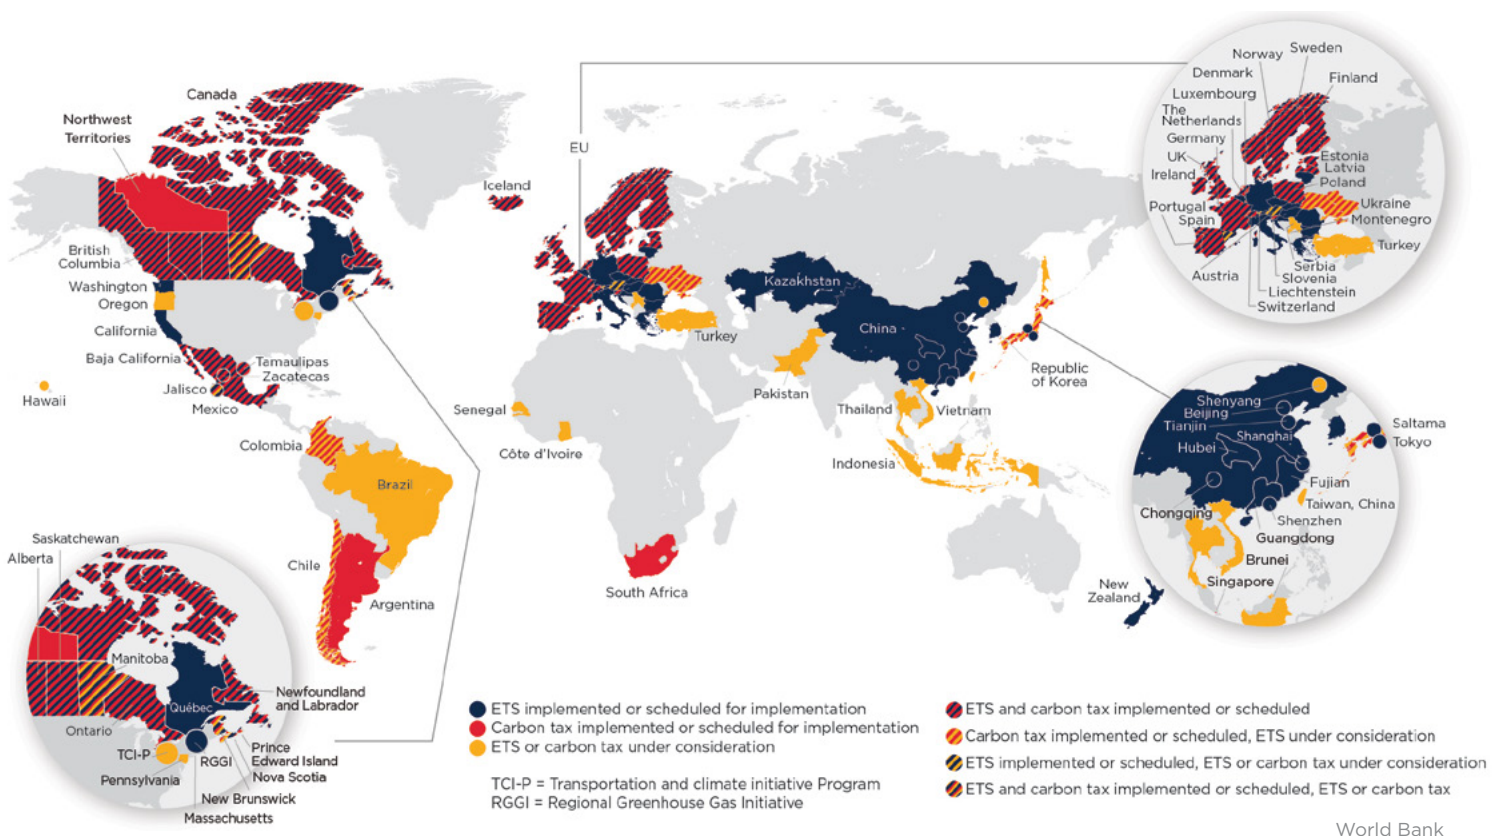 Canada
Northwest
Territories
British
Columbia
Washington
Oregon
California
Baja California
Tamaulipas
Zacatecas
Jalisco
Mexico
Hawaii
Colombia
Brazil
Chile
Argentina
Iceland
EU
Senegal
Côte d'Ivoire
South Africa
Turkey
Kazakhstan
China
Pakistan
Thailand
Vietnam
Indonesia
Republic
of Korea
New
Zealand
Norway
Sweden
Denmark
Finland
Luxembourg
The
Netherlands
Germany
UK
Ireland
Estonia
Latvia
Poland
Portugal
Spain
Ukraine
Montenegro
Turkey
Austria
Serbia
Slovenia
Liechtenstein
Switzerland
Shenyang
Beijing
Tianjin
Hubei
Shanghai
Saltama
Tokyo
Fujian
Taiwan, China
Chongqing
Shenzhen
Guangdong
Brunei
Singapore
Saskatchewan
Alberta
Manitoba
Québec
Newfoundland
and Labrador
Ontario
TCI-P
RGGI
Prince
Edward Island
Nova Scotia
Pennsylvania
New Brunswick
Massachusetts
ETS implemented or scheduled for implementation
Carbon tax implemented or scheduled for implementation
ETS or carbon tax under consideration
TCI-P = Transportation and climate initiative Program
RGGI = Regional Greenhouse Gas Initiative
ETS and carbon tax implemented or scheduled
Carbon tax implemented or scheduled, ETS under consideration
ETS implemented or scheduled, ETS or carbon tax under consideration
ETS and carbon tax implemented or scheduled, ETS or carbon tax
World Bank